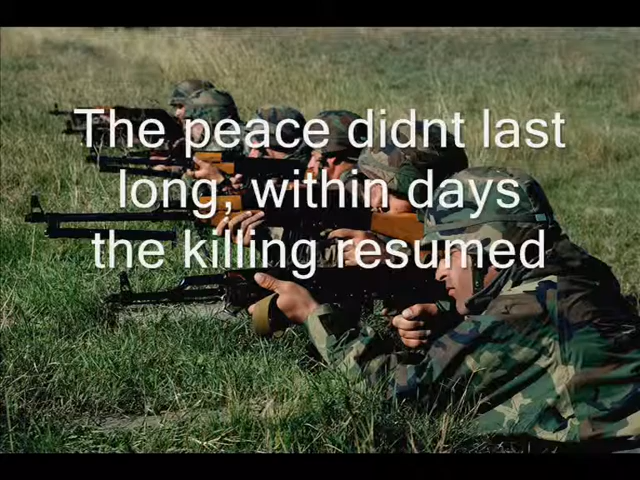 The peace didnt last
long, within days
the killing resumed